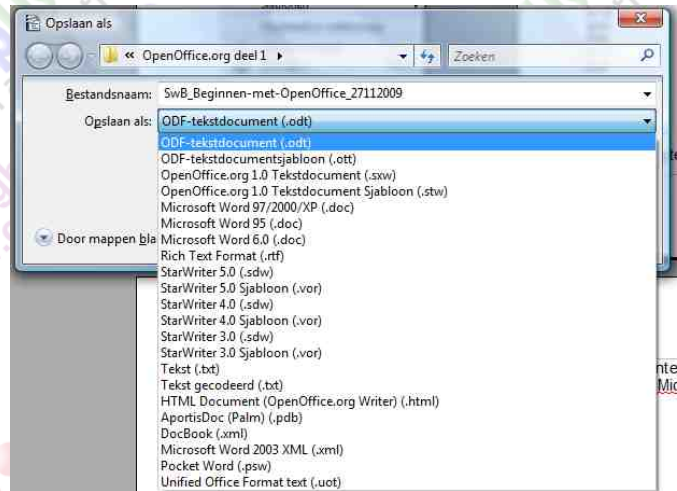 Opslaan als
« OpenOffice.org deel 1
Zoeken
Bestandsnaam: SwB_Beginnen-met-OpenOffice_27112009
Opslaan als: ODF-tekstdocument (.odt)
ODF-tekstdocument (.odt)
ODF-tekstdocumentsjabloon (.ott)
OpenOffice.org 1.0 Tekstdocument (.sxw)
OpenOffice.org 1.0 Tekstdocument Sjabloon (.stw)
Microsoft Word 97/2000/XP (.doc)
Microsoft Word 95 (.doc)
Door mappen bla
Microsoft Word 6.0 (.doc)
Rich Text Format (.rtf)
StarWriter 5.0 (.sdw)
StarWriter 5.0 Sjabloon (.vor)
StarWriter 4.0 (.sdw)
StarWriter 4.0 Sjabloon (.vor)
StarWriter 3.0 (.sdw)
StarWriter 3.0 Sjabloon (.vor)
Tekst (.txt)
Tekst gecodeerd (.txt)
HTML Document (OpenOffice.org Writer) (.html)
AportisDoc (Palm) (.pdb)
DocBook (.xml)
Microsoft Word 2003 XML (.xml)
Pocket Word (.psw)
Unified Office Format text (.uot)